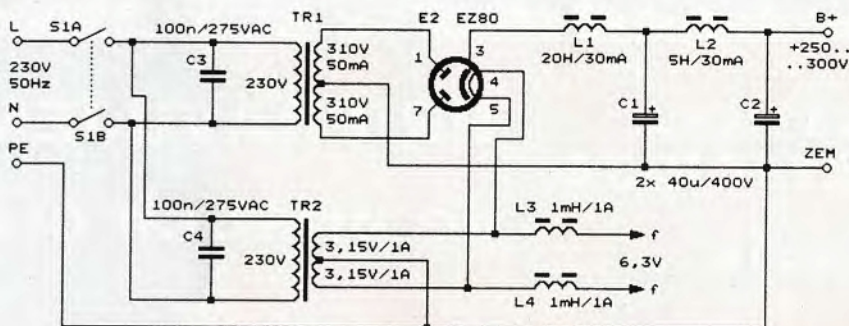 L
S1A
100n/275VAC
TR1
E2
EZ80
B+
230V
50Hz
C3
230V
310V
50mA
310V
50mA
1
7
3
4
5
L1
20H/30mA
L2
5H/30mA
+250..
..300V
C1
+
C2
+
N
S1B
PE
ZEM
2x 40u/400V
100n/275VAC
TR2
C4
230V
3,15V/1A
3,15V/1A
L3 1mH/1A
f
6,3V
f
L4 1mH/1A